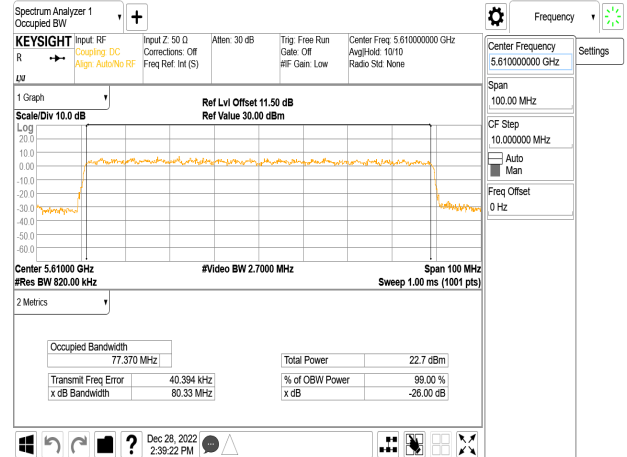 Spectrum Analyzer 1
Occupied BW
KEYSIGHT
R
Input: RF
Coupling: DC
Align: Auto/No RF
Input Z: 50 Ω
Corrections: Off
Freq Ref: Int (S)
Atten: 30 dB
Trig: Free Run
Gate: Off
#IF Gain: Low
Center Freq: 5.610000000 GHz
Avg|Hold: 10/10
Radio Std: None
1 Graph
Scale/Div 10.0 dB
Ref Lvl Offset 11.50 dB
Ref Value 30.00 dBm
Log
20.0
10.0
0.00
-10.0
-20.0
-30.0
-40.0
-50.0
-60.0
Center 5.61000 GHz
#Video BW 2.7000 MHz
Span 100 MHz
#Res BW 820.00 kHz
Sweep 1.00 ms (1001 pts)
2 Metrics
Occupied Bandwidth
77.370 MHz
Total Power 22.7 dBm
Transmit Freq Error 40.394 kHz
% of OBW Power 99.00 %
x dB Bandwidth 80.33 MHz
x dB -26.00 dB
?
Dec 28, 2022
2:39:22 PM
Frequency
Settings
Center Frequency
5.610000000 GHz
Span
100.00 MHz
CF Step
10.000000 MHz
Auto
Man
Freq Offset
0 Hz